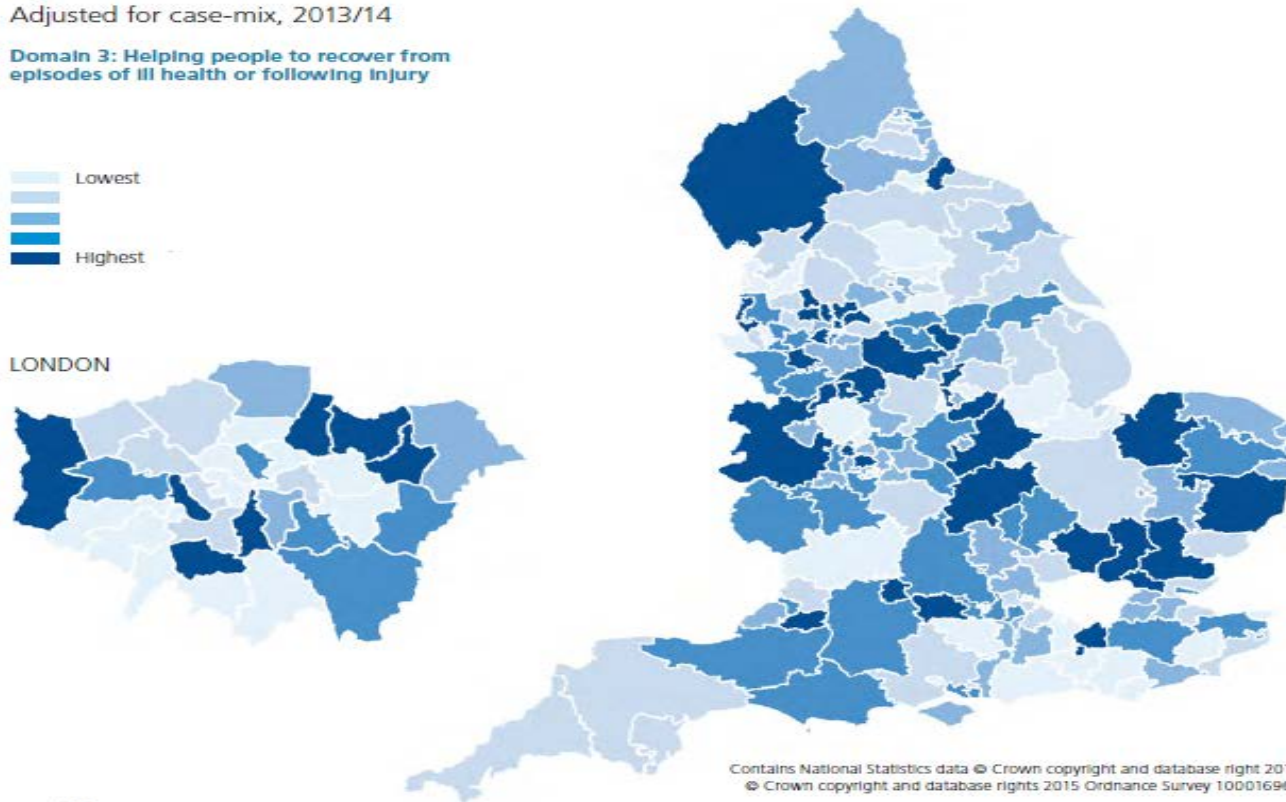 Adjusted for case-mix, 2013/14
Domain 3: Helping people to recover from
episodes of ill health or following injury
Lowest
Highest
LONDON
Contains National Statistics data © Crown copyright and database right 201
© Crown copyright and database rights 2015 Ordnance Survey 10001696